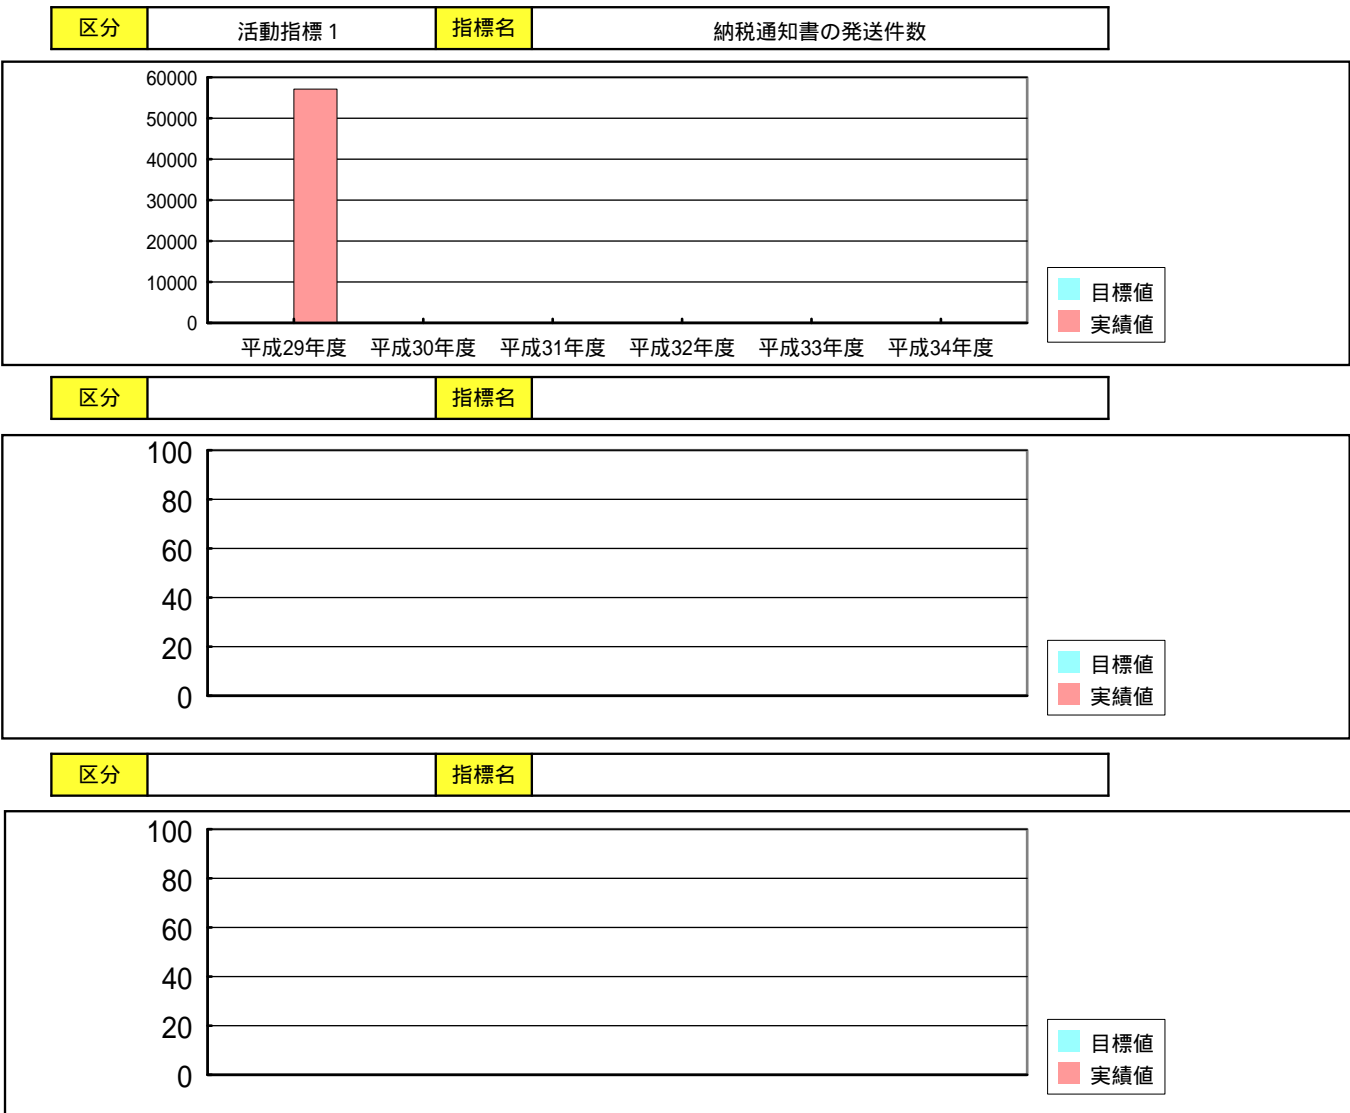 区分 活動指標1 指標名 納税通知書の発送件数
60000
50000
40000
30000
20000
10000
0
平成29年度 平成30年度 平成31年度 平成32年度 平成33年度 平成34年度
目標値
実績値
区分 指標名
100
80
60
40
20
0
目標値
実績値
区分 指標名
100
80
60
40
20
0
目標値
実績値